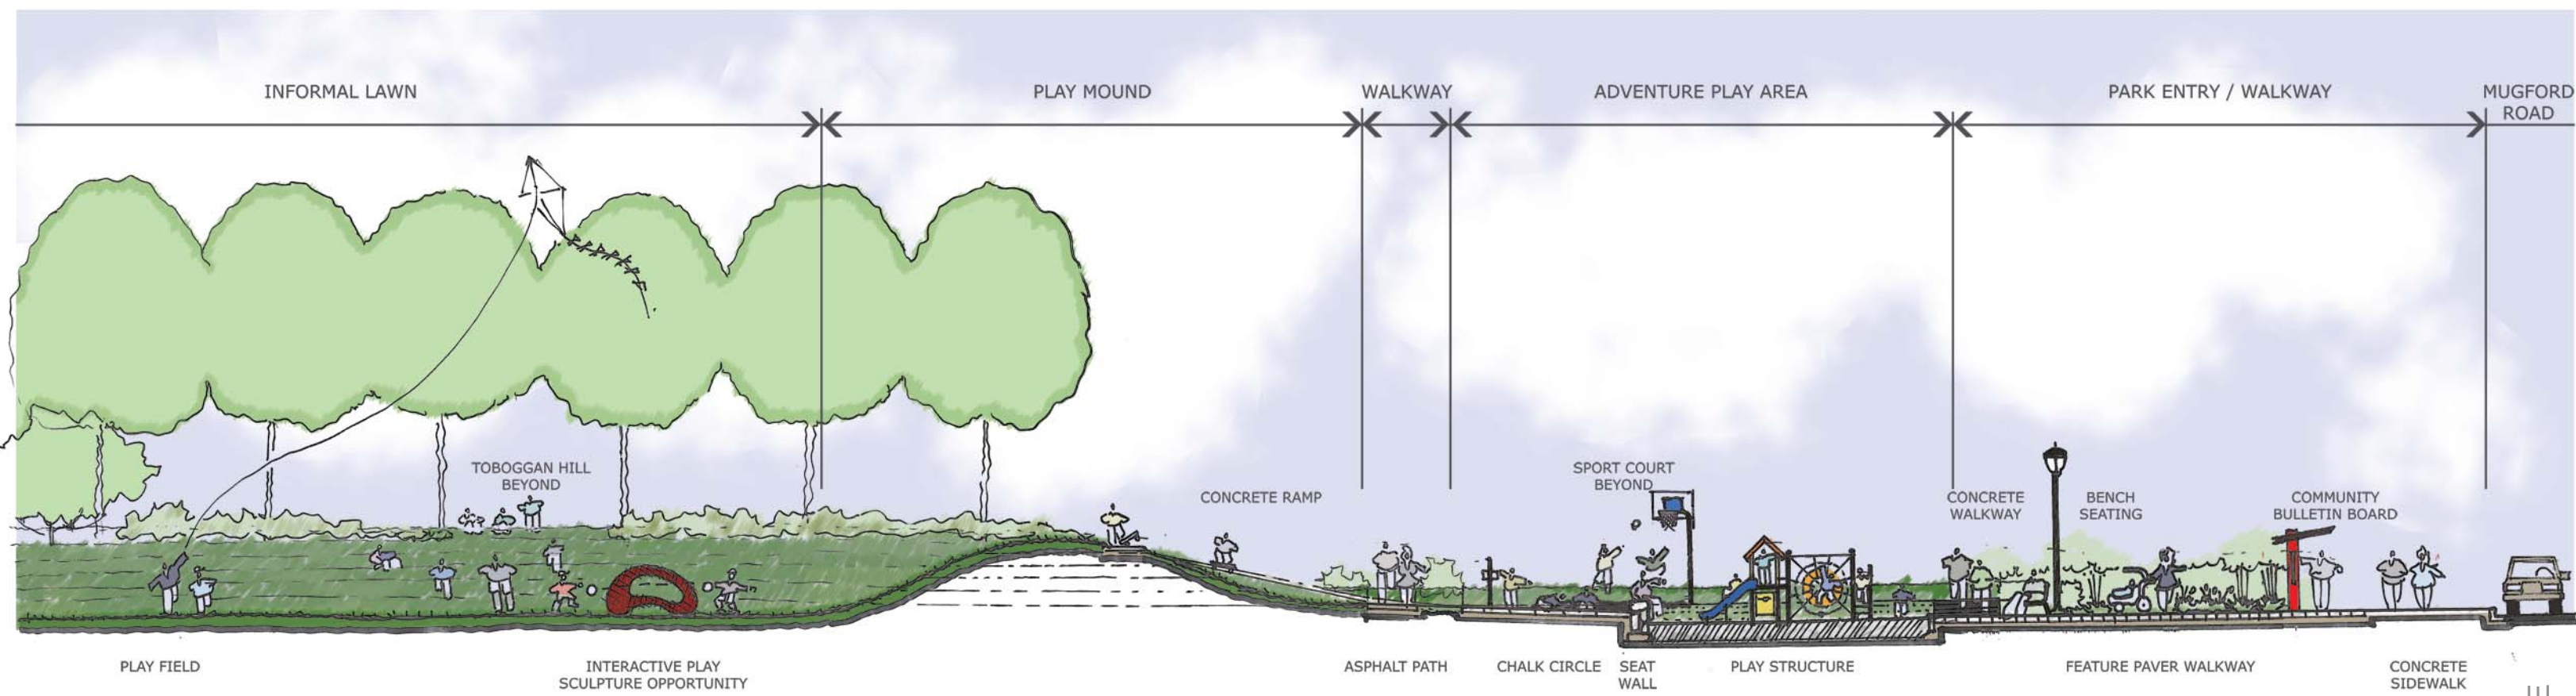 INFORMAL LAWN
PLAY MOUND
WALKWAY
ADVENTURE PLAY AREA
PARK ENTRY / WALKWAY
MUGFORD
ROAD
TOBOGGAN HILL
BEYOND
CONCRETE RAMP
SPORT COURT
BEYOND
CONCRETE
WALKWAY
BENCH
SEATING
COMMUNITY
BULLETIN BOARD
PLAY FIELD
INTERACTIVE PLAY
SCULPTURE OPPORTUNITY
ASPHALT PATH
CHALK CIRCLE
SEAT
WALL
PLAY STRUCTURE
FEATURE PAVER WALKWAY
CONCRETE
SIDEWALK